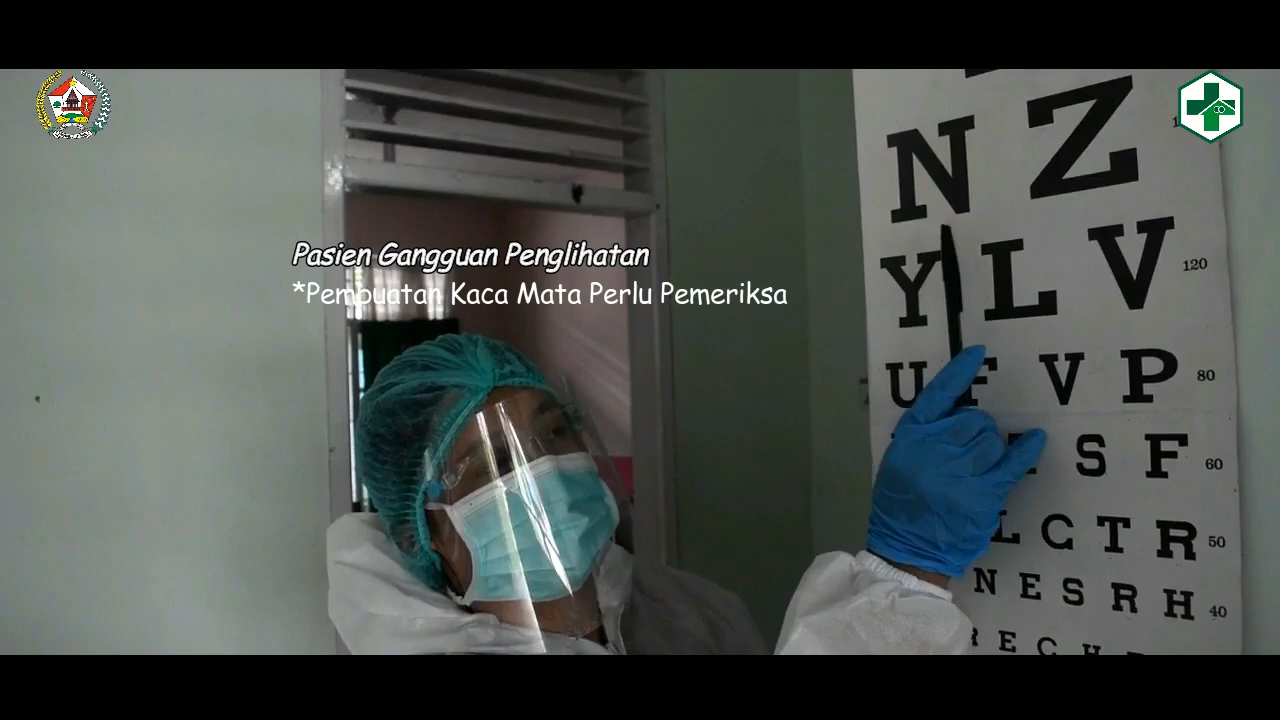 N Z
Pasien Gangguan Penglihatan
*Pembuatan Kaca Mata Perlu Pemeriksa
Y L V 120
U F V P 80
S F 60
L C T R 50
N E S R H 40
R E C H